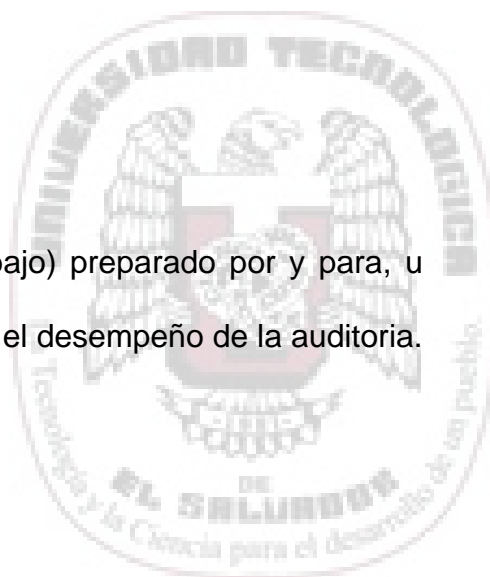 UNIVERSIDAD TECNOLOGICA
bajo) preparado por y para, u
el desempeño de la auditoria.
DE
EL SALVADOR
Tecnología y la Ciencia para el desarrollo de un pueblo.